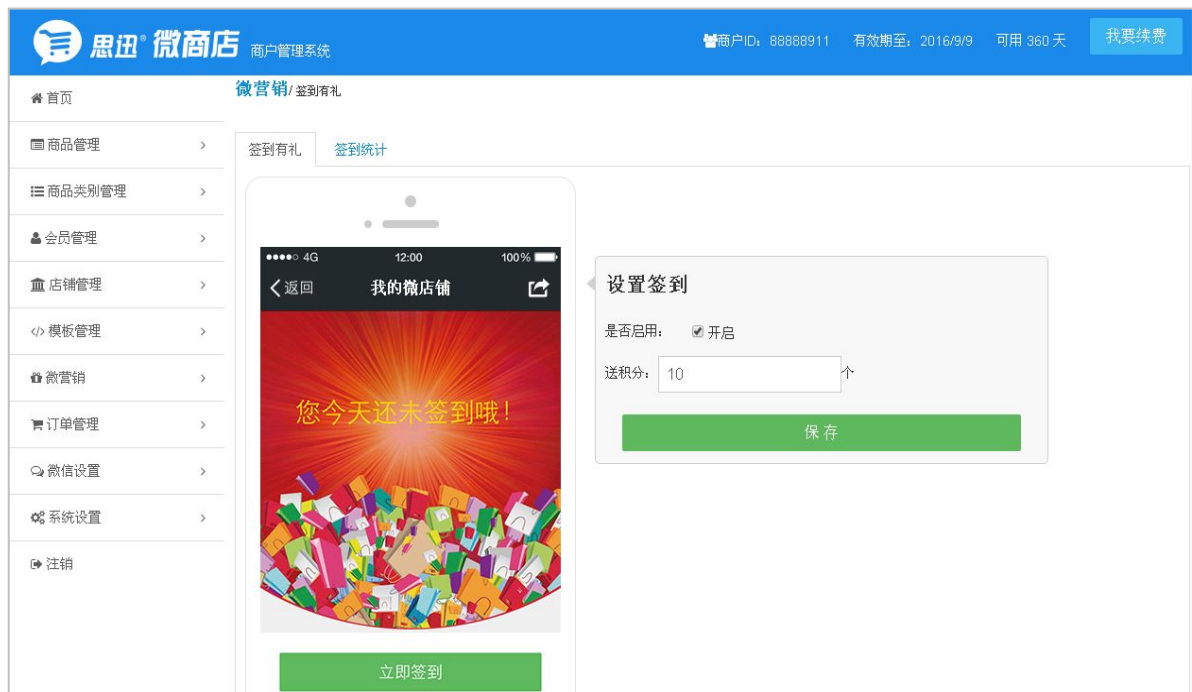 思迅® 微商店 商户管理系统 商户ID：88888911 有效期至：2016/9/9 可用 360 天 我要续费
首页
商品管理
商品类别管理
会员管理
店铺管理
模板管理
微营销
订单管理
微信设置
系统设置
注销
微营销/ 签到有礼
签到有礼 签到统计
4G 12:00 100%
返回 我的微店铺
您今天还未签到哦！
立即签到
设置签到
是否启用： 开启
送积分： 10 个
保存